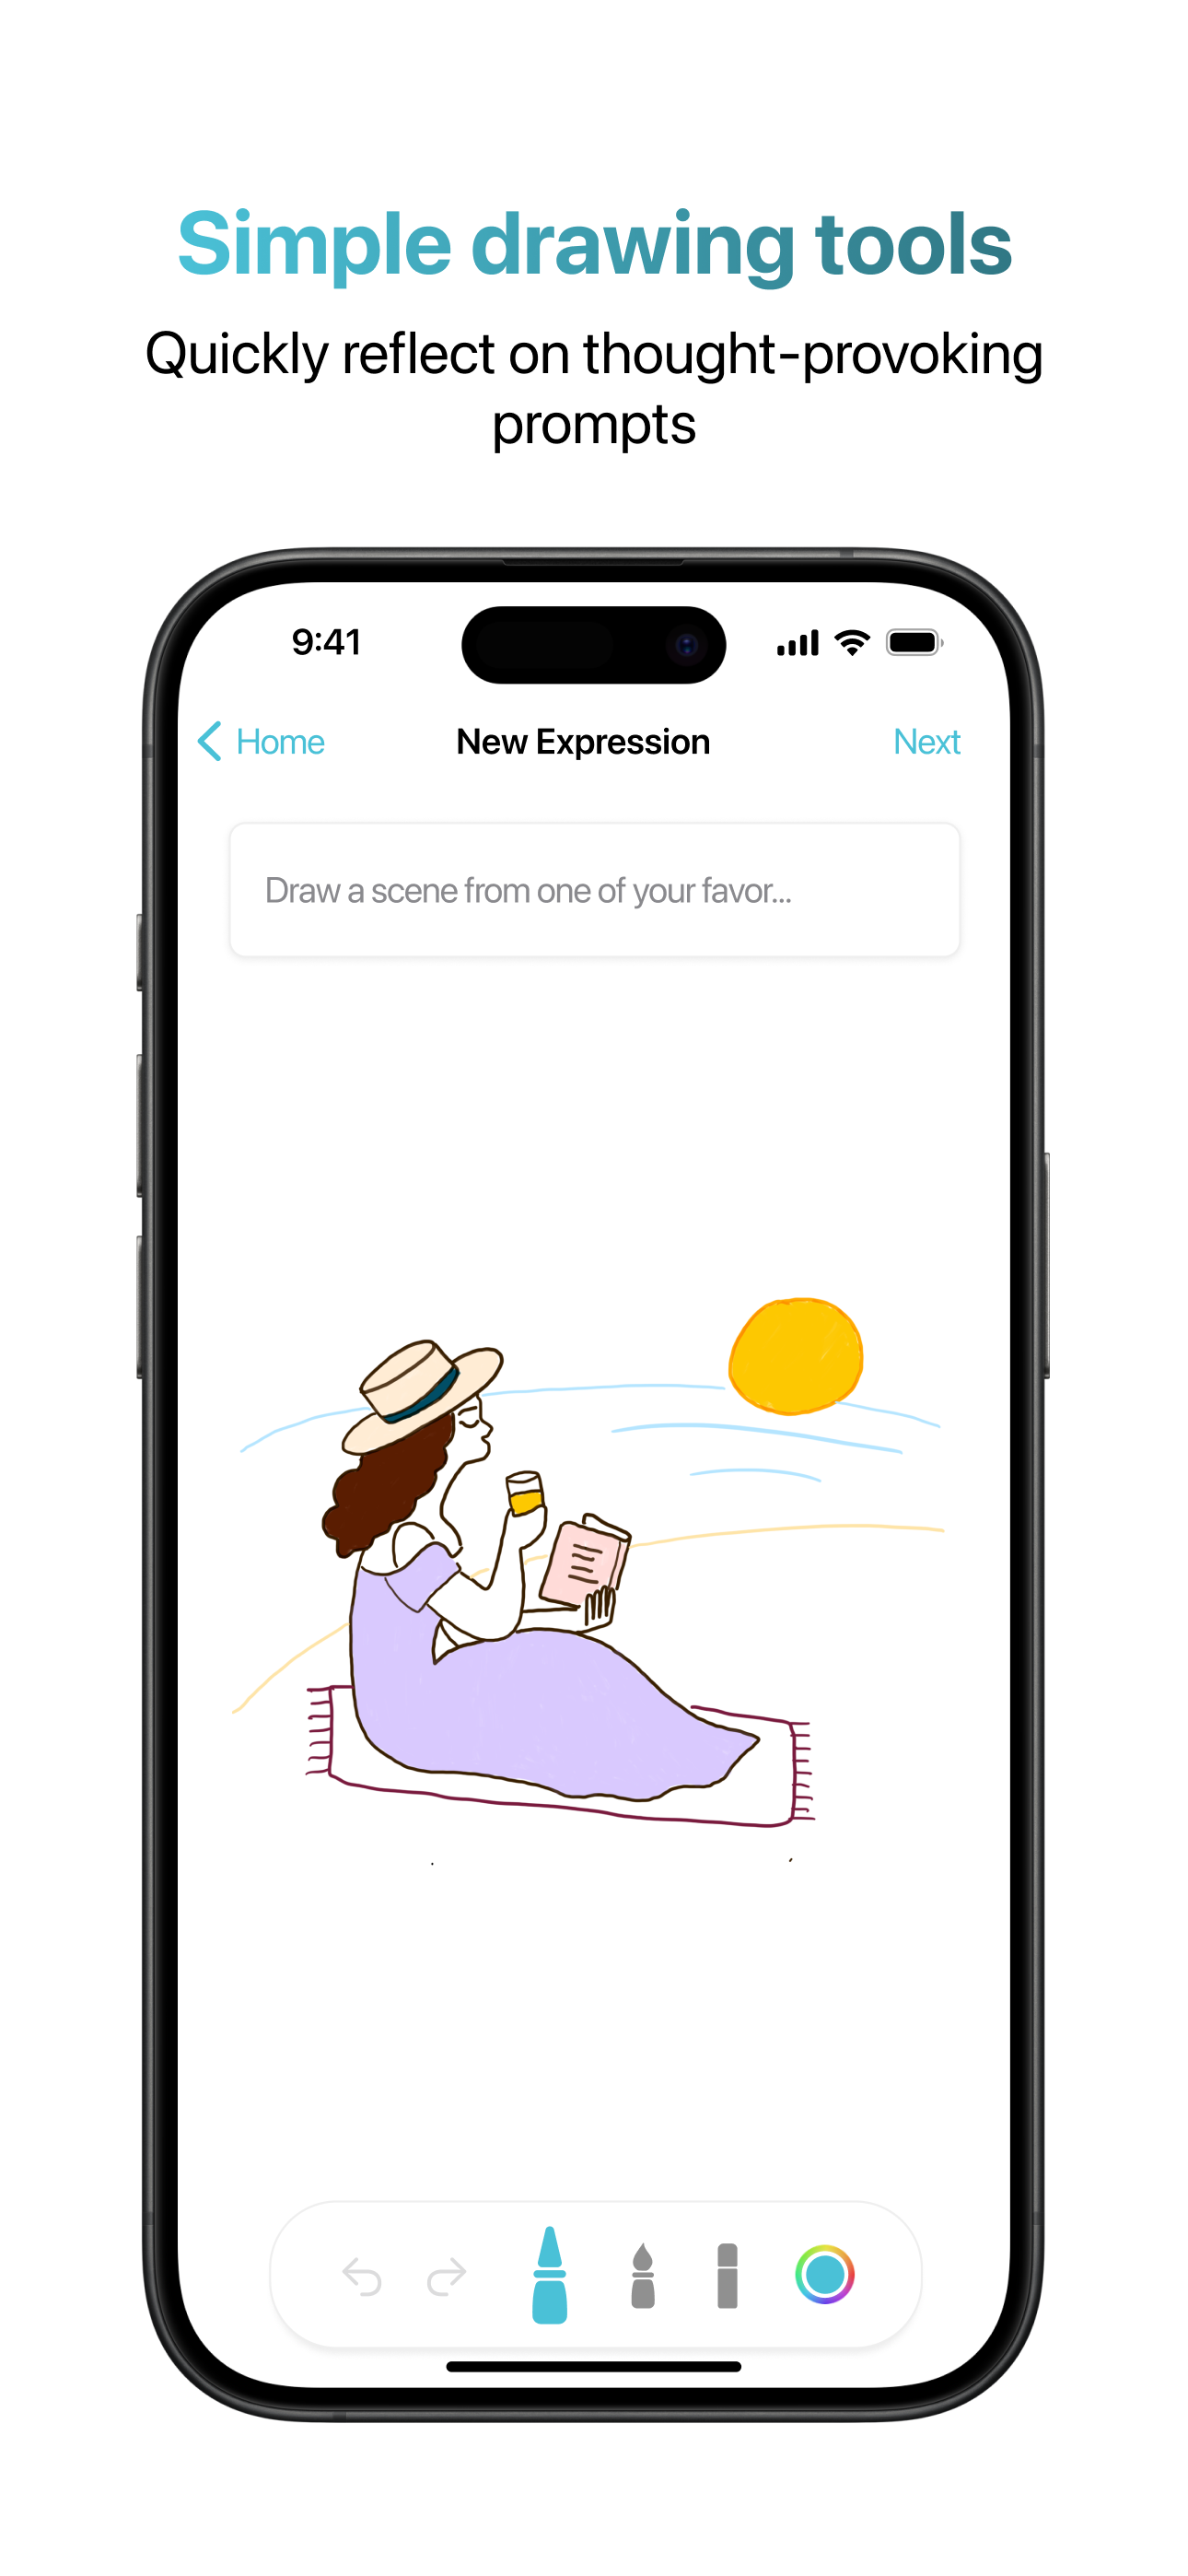 Simple drawing tools
Quickly reflect on thought-provoking
prompts
9:41
Home New Expression Next
Draw a scene from one of your favor...